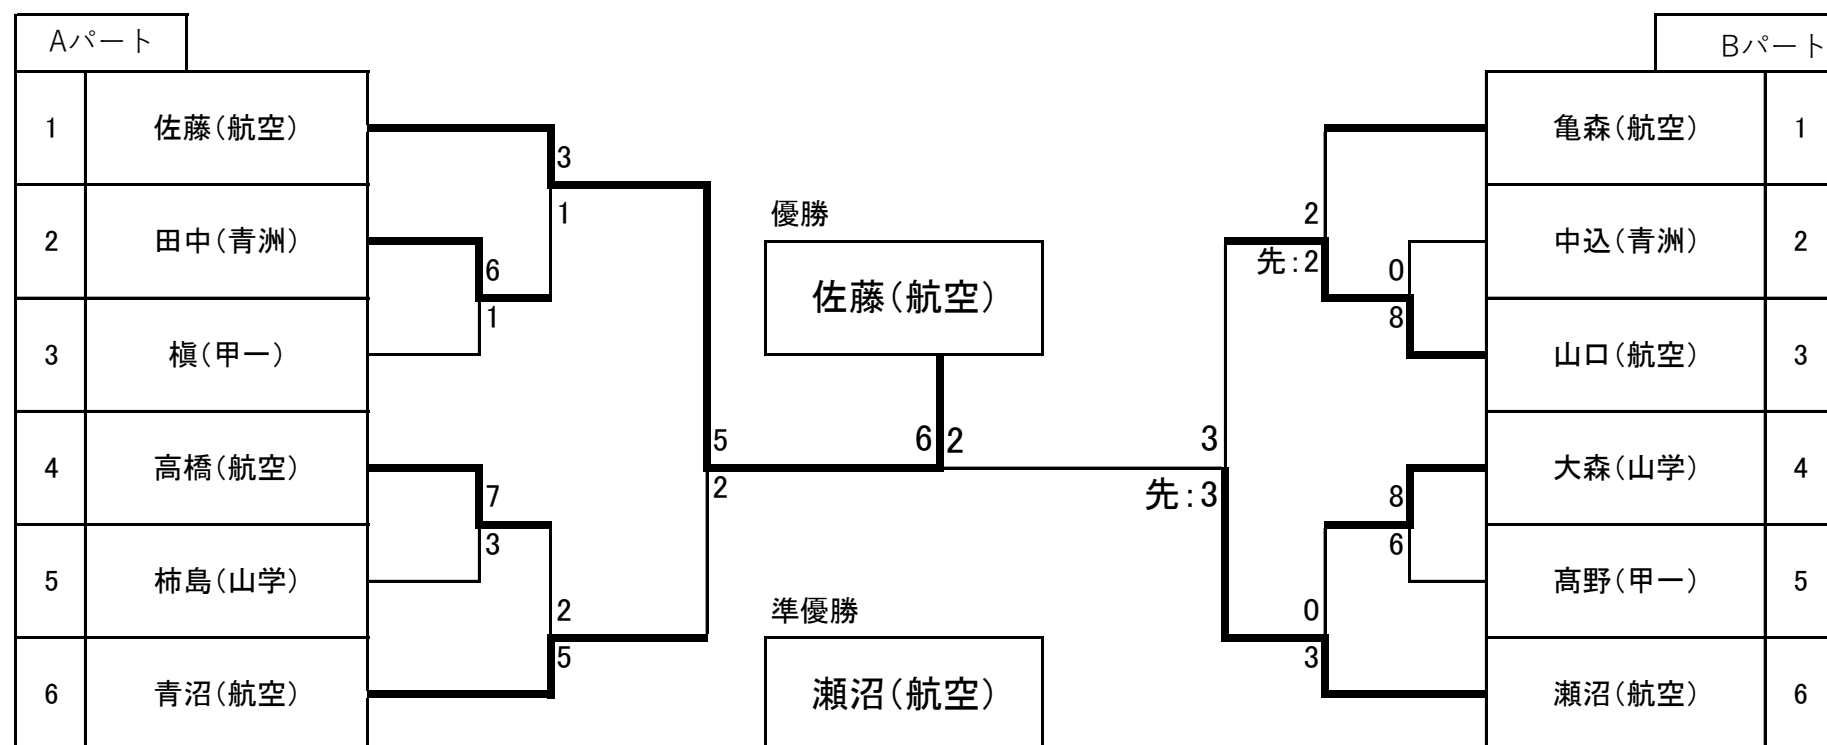 Aパート
Bパート
1 佐藤(航空)
亀森(航空) 1
3
1
2
先:2
2 田中(青洲)
中込(青洲) 2
6
1
0
8
3 槇(甲一)
山口(航空) 3
優勝
佐藤(航空)
5
2
6 2
3
先:3
4 高橋(航空)
大森(山学) 4
7
3
8
6
5 柿島(山学)
髙野(甲一) 5
2
5
0
3
6 青沼(航空)
瀬沼(航空) 6
準優勝
瀬沼(航空)